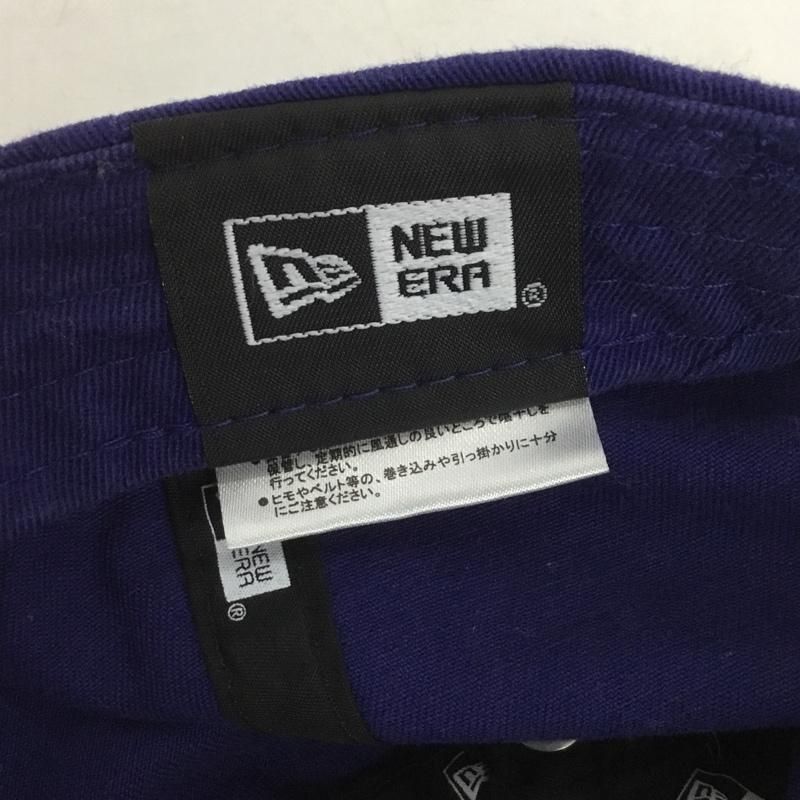 NEW
ERA
®
保管し、定期的に風通しの良いところで陰干しを
行ってください。
●ヒモやベルト等の、巻き込みや引っ掛かりに十分
にご注意ください。
NEW
ERA
®